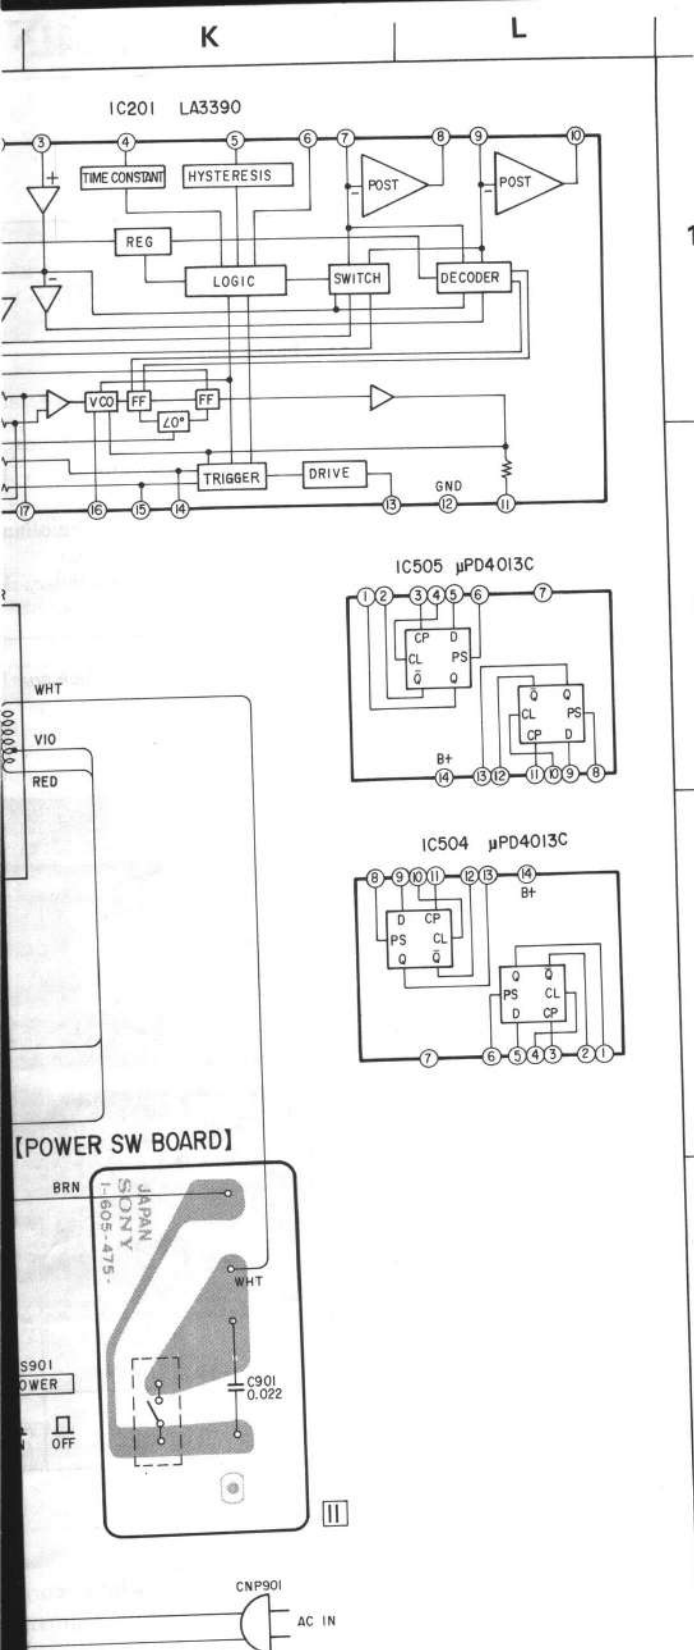 K L
IC201 LA3390
3 4 5 6 7 8 9 10
+
TIME CONSTANT HYSTERESIS
POST POST
− −
REG
1
−
LOGIC SWITCH DECODER
VCO FF FF
∠0°
TRIGGER DRIVE
GND
17 16 15 14 13 12 11
IC505 μPD4013C
1 2 3 4 5 6 7
CP D
CL PS
Q̅ Q
Q̅ Q
CL PS
CP D
B+
14 13 12 11 10 9 8
WHT
VIO
RED
IC504 μPD4013C
8 9 10 11 12 13 14
B+
D CP
PS CL
Q Q̅
Q Q̅
PS CL
D CP
7 6 5 4 3 2 1
[POWER SW BOARD]
BRN
JAPAN
SONY
1-605-475-
WHT
S901
OWER
C901
0.022
N OFF
11
CNP901
AC IN